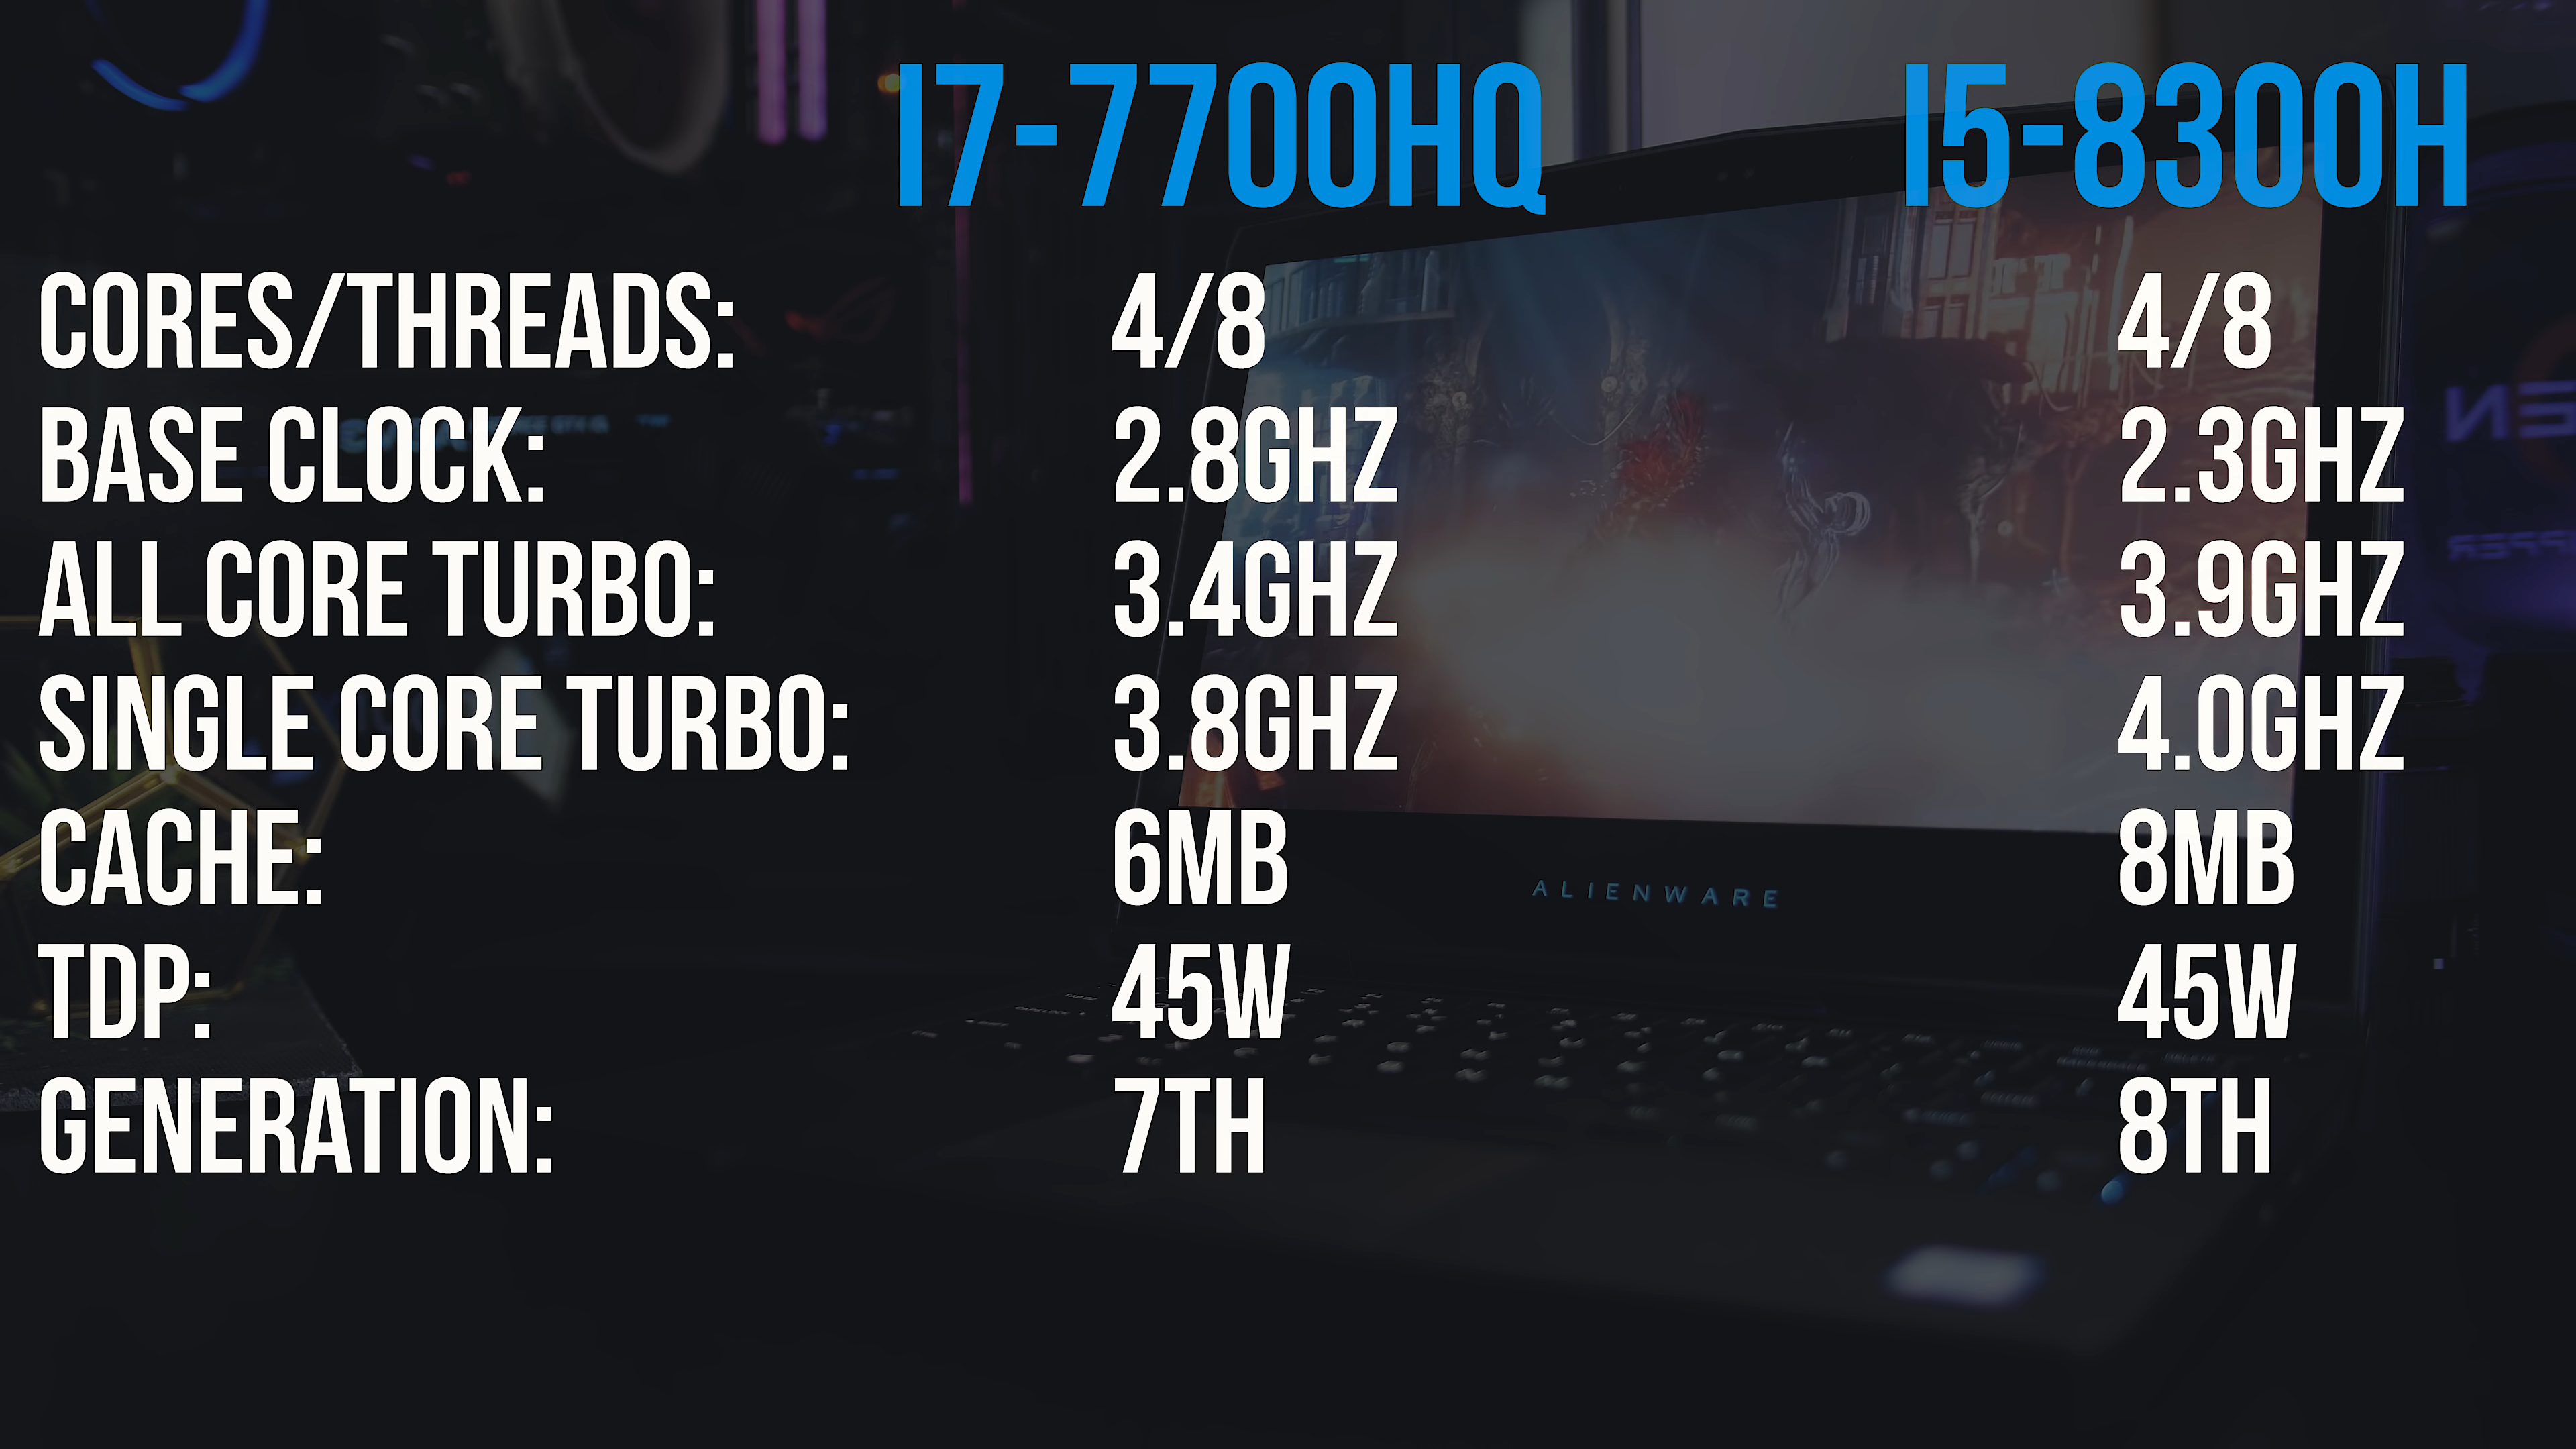 I7-7700HQ I5-8300H
CORES/THREADS: 4/8 4/8
BASE CLOCK: 2.8GHZ 2.3GHZ
ALL CORE TURBO: 3.4GHZ 3.9GHZ
SINGLE CORE TURBO: 3.8GHZ 4.0GHZ
CACHE: 6MB 8MB
ALIENWARE
TDP: 45W 45W
GENERATION: 7TH 8TH